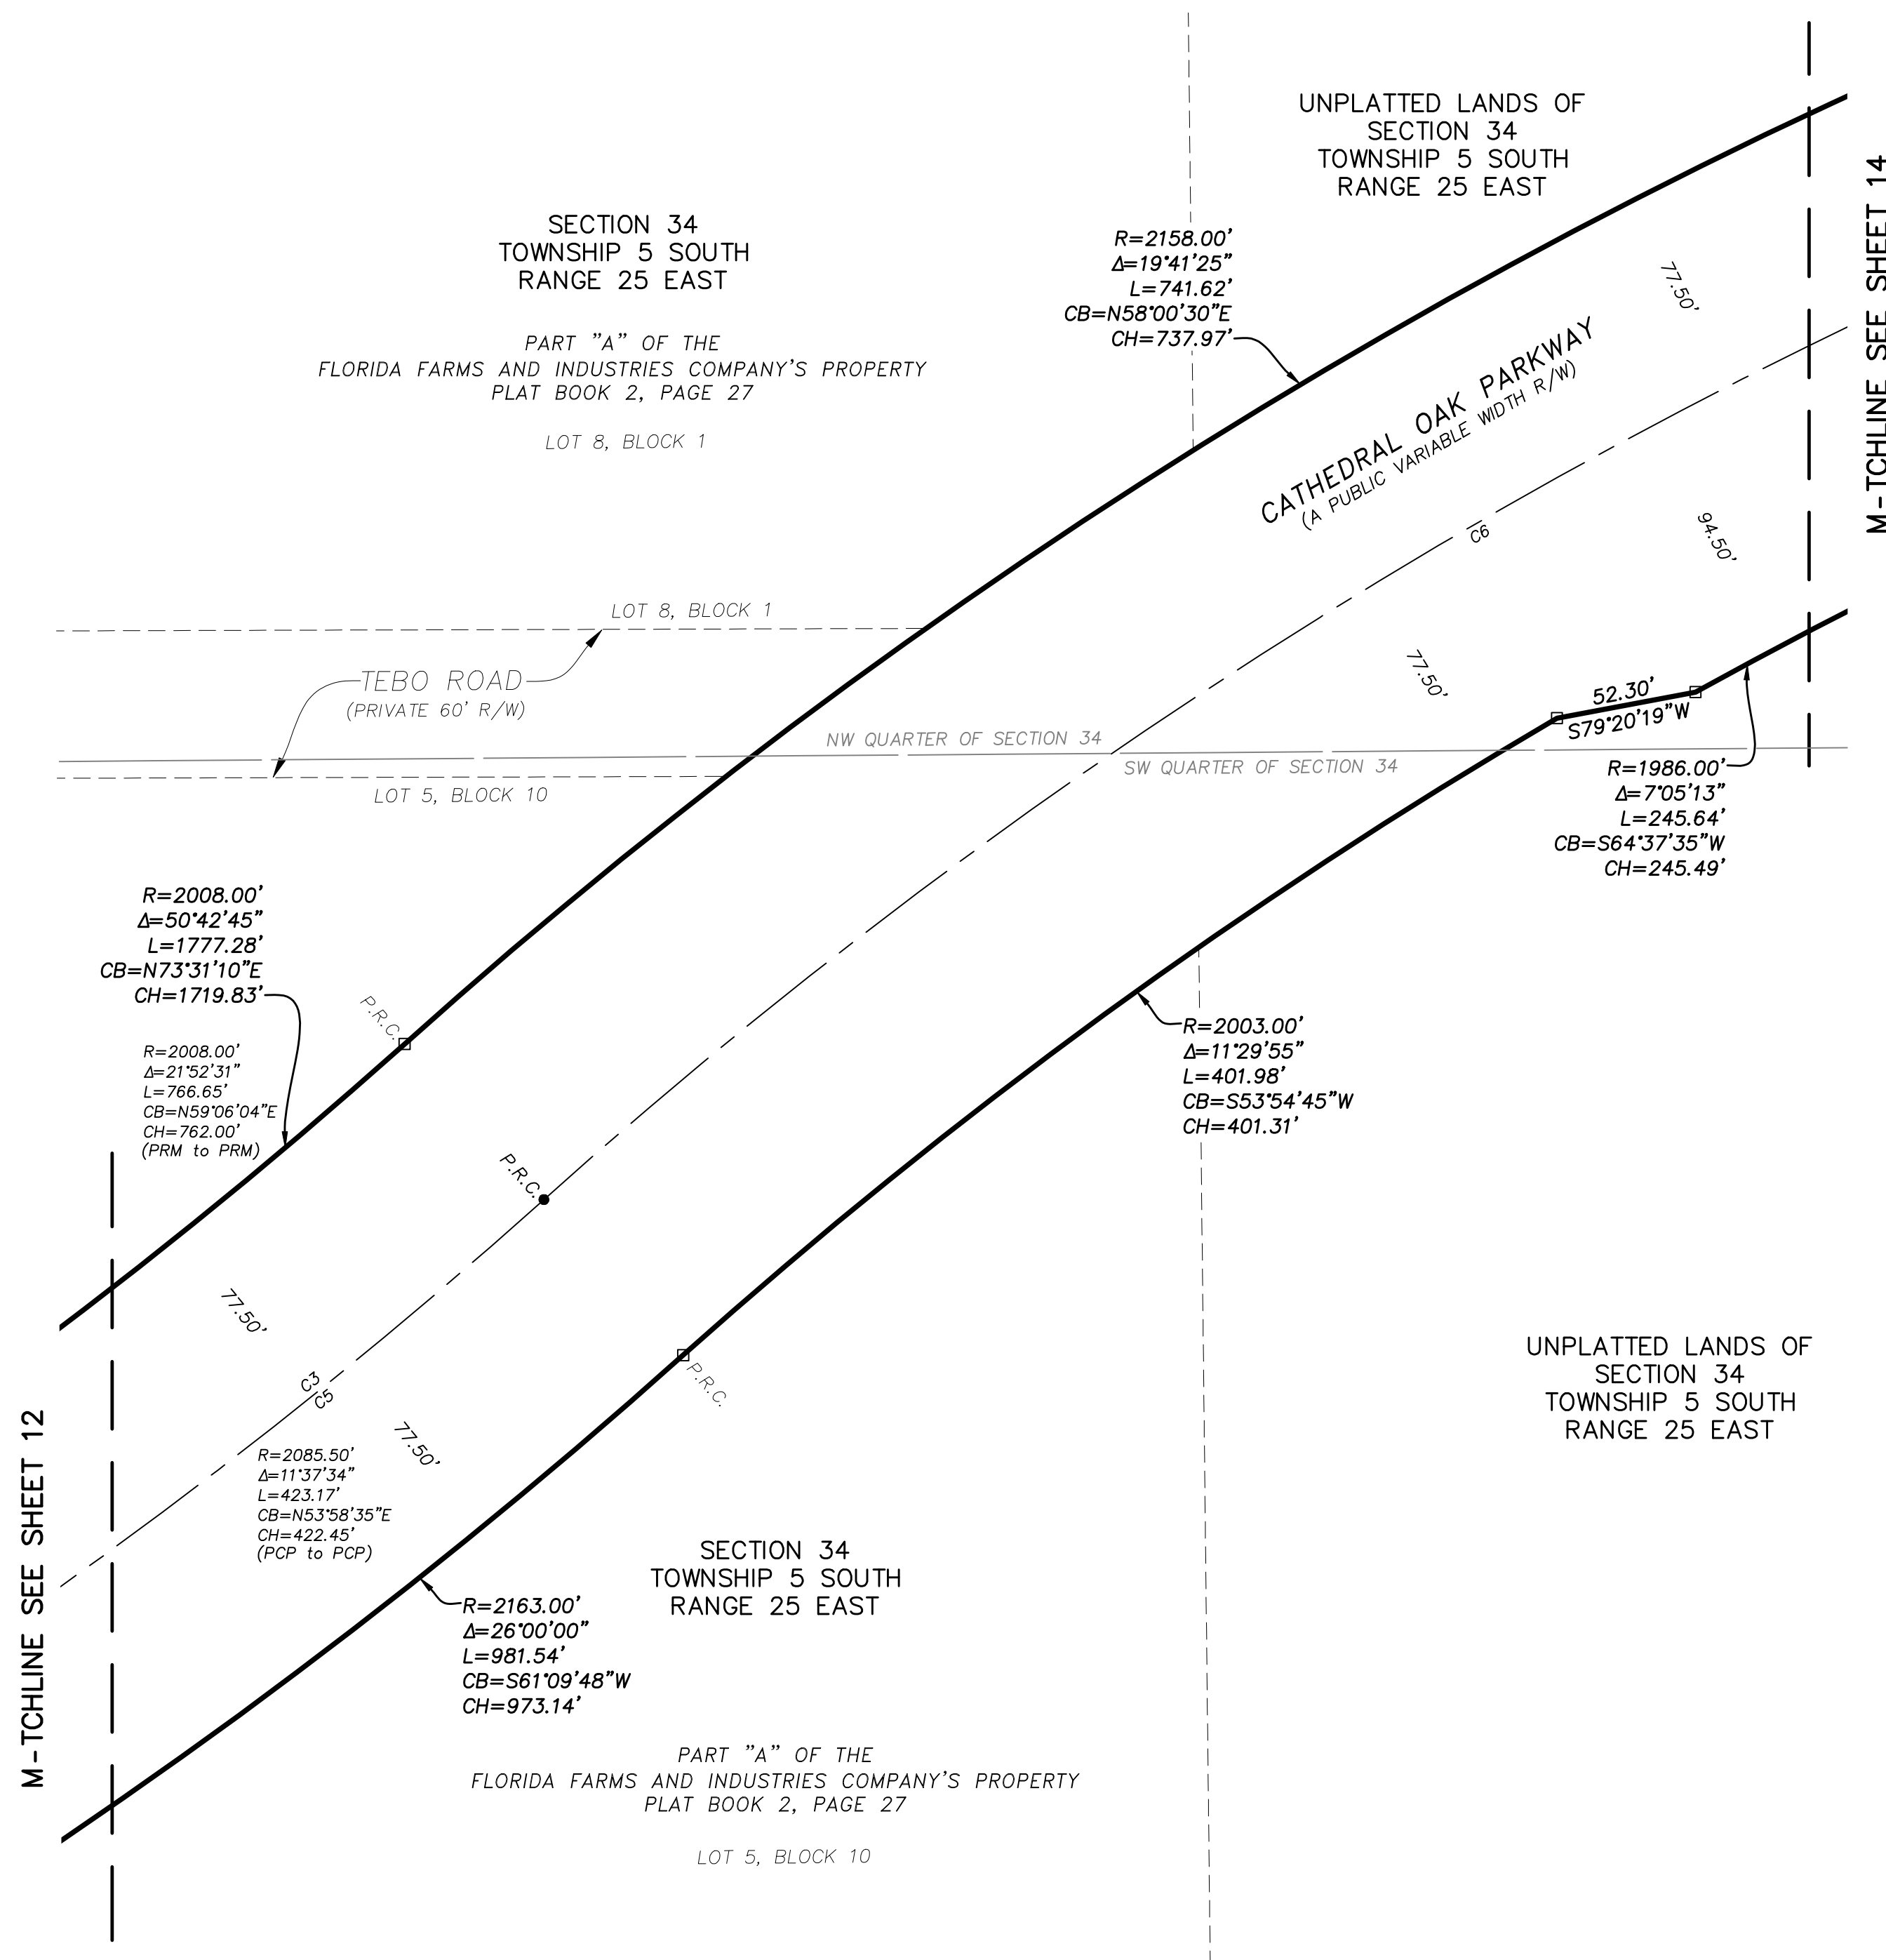 UNPLATTED LANDS OF
SECTION 34
TOWNSHIP 5 SOUTH
RANGE 25 EAST
M-TCHLINE SEE SHEET 14
SECTION 34
TOWNSHIP 5 SOUTH
RANGE 25 EAST
R=2158.00'
Δ=19°41'25"
L=741.62'
CB=N58°00'30"E
CH=737.97'
77.50'
PART "A" OF THE
FLORIDA FARMS AND INDUSTRIES COMPANY'S PROPERTY
PLAT BOOK 2, PAGE 27
LOT 8, BLOCK 1
CATHEDRAL OAK PARKWAY
(A PUBLIC VARIABLE WIDTH R/W)
C6
94.50'
LOT 8, BLOCK 1
TEBO ROAD
(PRIVATE 60' R/W)
77.50'
52.30'
S79°20'19"W
NW QUARTER OF SECTION 34
SW QUARTER OF SECTION 34
LOT 5, BLOCK 10
R=1986.00'
Δ=7°05'13"
L=245.64'
CB=S64°37'35"W
CH=245.49'
R=2008.00'
Δ=50°42'45"
L=1777.28'
CB=N73°31'10"E
CH=1719.83'
P.R.C.
R=2008.00'
Δ=21°52'31"
L=766.65'
CB=N59°06'04"E
CH=762.00'
(PRM to PRM)
R=2003.00'
Δ=11°29'55"
L=401.98'
CB=S53°54'45"W
CH=401.31'
P.R.C.
77.50'
P.R.C.
C3
C5
77.50'
R=2085.50'
Δ=11°37'34"
L=423.17'
CB=N53°58'35"E
CH=422.45'
(PCP to PCP)
UNPLATTED LANDS OF
SECTION 34
TOWNSHIP 5 SOUTH
RANGE 25 EAST
M-TCHLINE SEE SHEET 12
SECTION 34
TOWNSHIP 5 SOUTH
RANGE 25 EAST
R=2163.00'
Δ=26°00'00"
L=981.54'
CB=S61°09'48"W
CH=973.14'
PART "A" OF THE
FLORIDA FARMS AND INDUSTRIES COMPANY'S PROPERTY
PLAT BOOK 2, PAGE 27
LOT 5, BLOCK 10